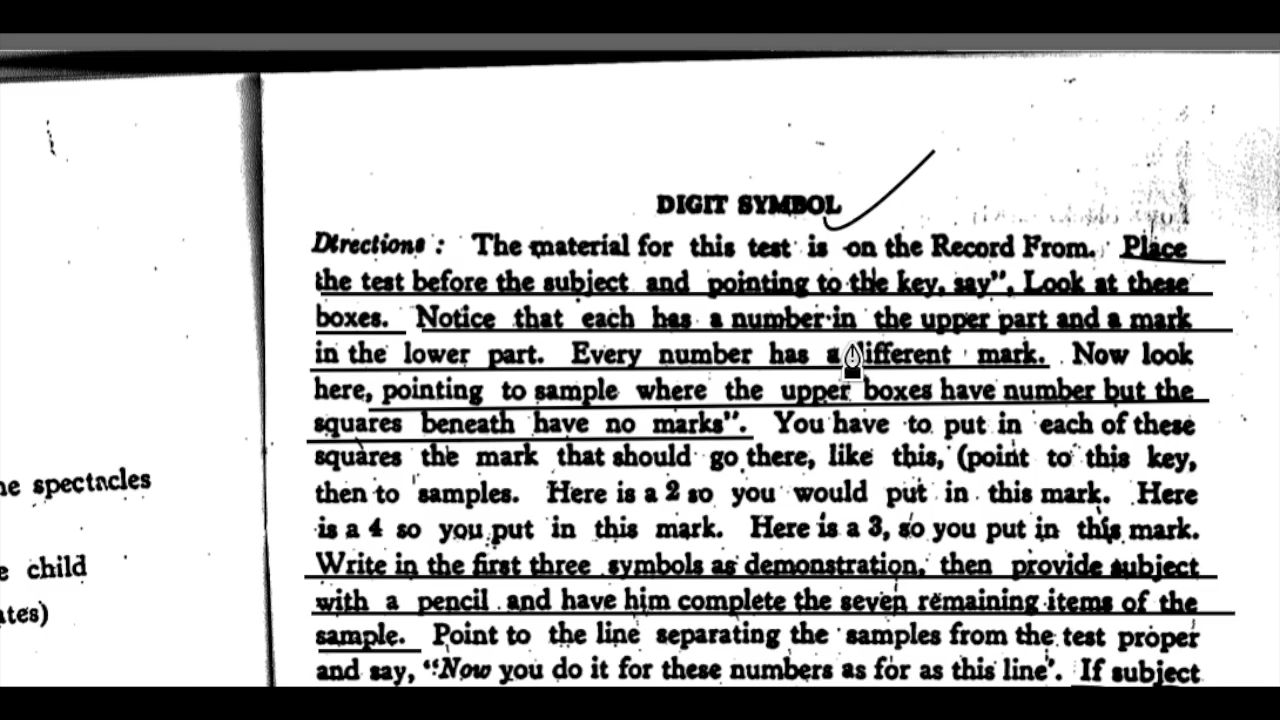 DIGIT SYMBOL
Directions : The material for this test is on the Record From. Place
the test before the subject and pointing to the key, say", Look at these
boxes. Notice that each has a number in the upper part and a mark
in the lower part. Every number has a different mark. Now look
here, pointing to sample where the upper boxes have number but the
squares beneath have no marks". You have to put in each of these
squares the mark that should go there, like this, (point to this key,
then to samples. Here is a 2 so you would put in this mark. Here
is a 4 so you put in this mark. Here is a 3, so you put in this mark.
Write in the first three symbols as demonstration, then provide subject
with a pencil and have him complete the seven remaining items of the
sample. Point to the line separating the samples from the test proper
and say, "Now you do it for these numbers as for as this line'. If subject
spectacles
child